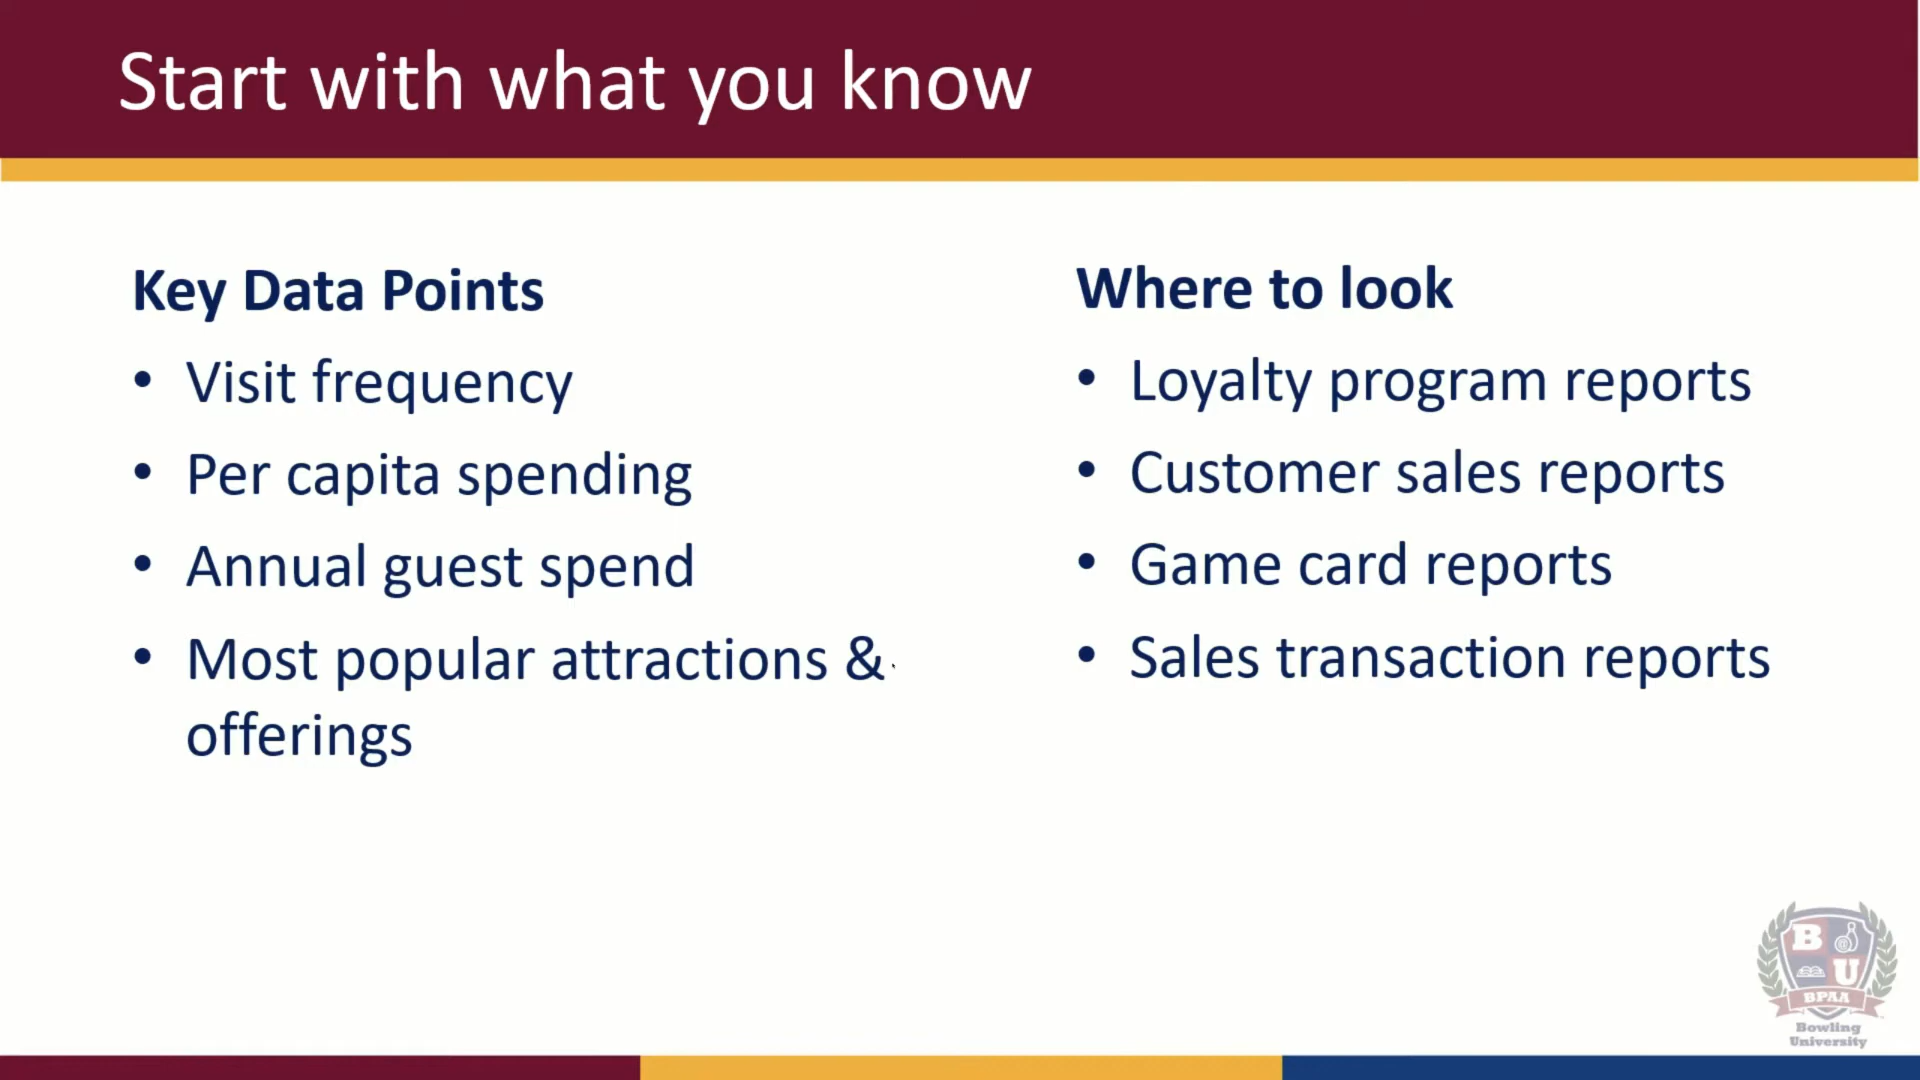 Start with what you know
Key Data Points
• Visit frequency
• Per capita spending
• Annual guest spend
• Most popular attractions &
offerings
Where to look
• Loyalty program reports
• Customer sales reports
• Game card reports
• Sales transaction reports
B
U
BPAA
Bowling
University